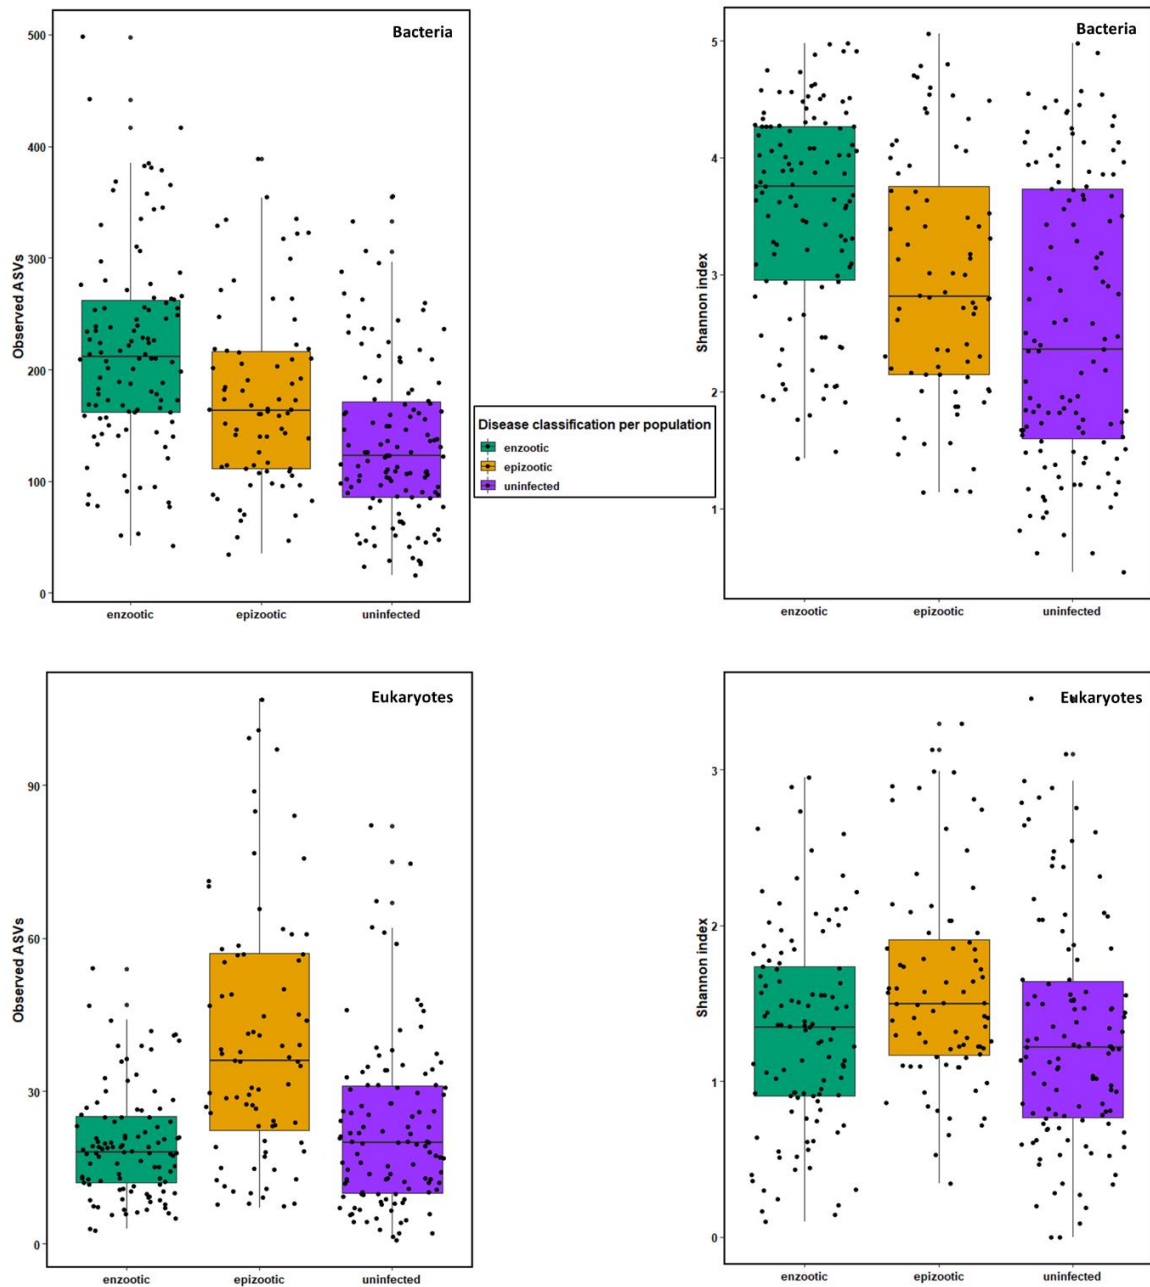 Bacteria
Observed ASVs
500
400
300
200
100
0
enzootic epizootic uninfected
Disease classification per population
enzootic
epizootic
uninfected
Bacteria
Shannon index
5
4
3
2
1
enzootic epizootic uninfected
Eukaryotes
Observed ASVs
90
60
30
0
enzootic epizootic uninfected
Eukaryotes
Shannon index
3
2
1
0
enzootic epizootic uninfected